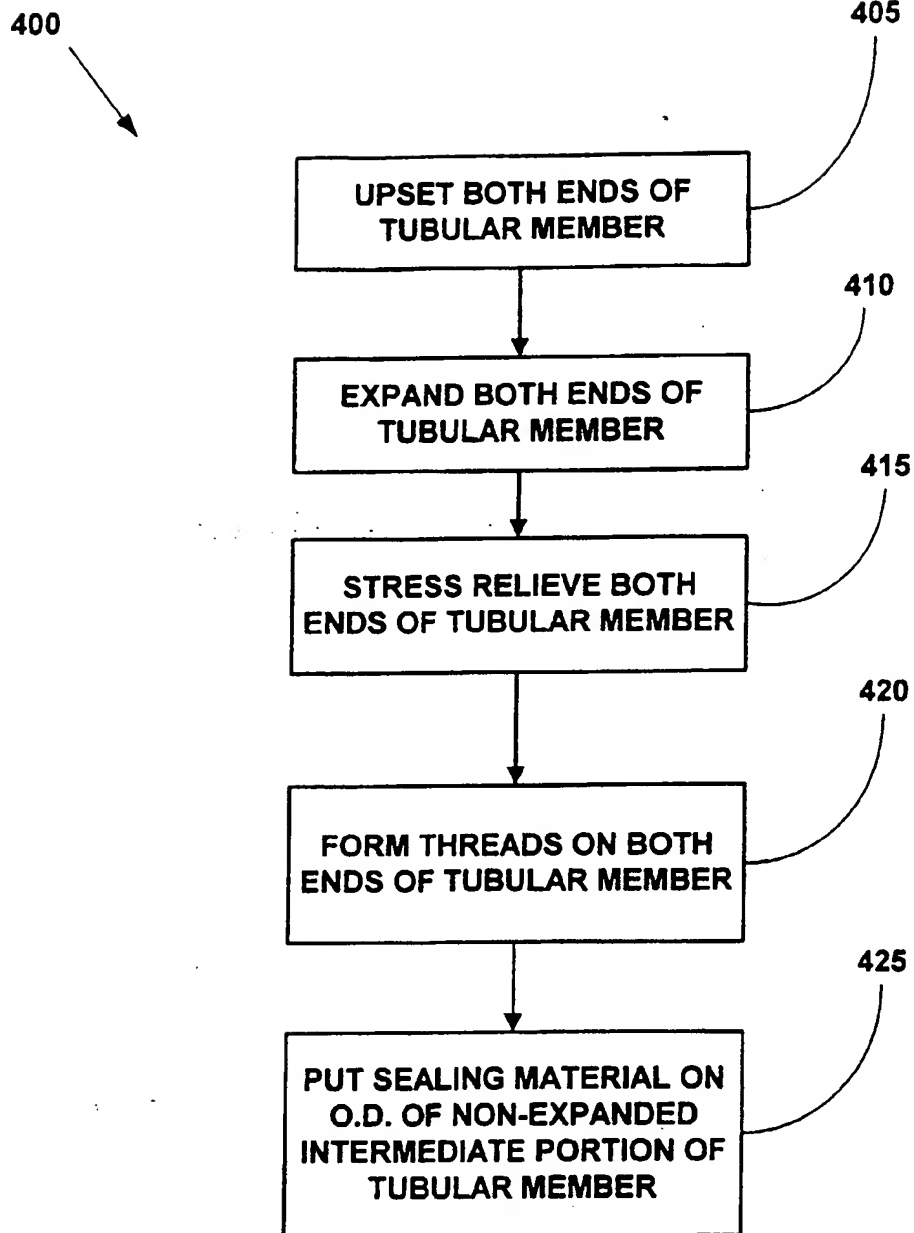 400
405
UPSET BOTH ENDS OF
TUBULAR MEMBER
410
EXPAND BOTH ENDS OF
TUBULAR MEMBER
415
STRESS RELIEVE BOTH
ENDS OF TUBULAR MEMBER
420
FORM THREADS ON BOTH
ENDS OF TUBULAR MEMBER
425
PUT SEALING MATERIAL ON
O.D. OF NON-EXPANDED
INTERMEDIATE PORTION OF
TUBULAR MEMBER